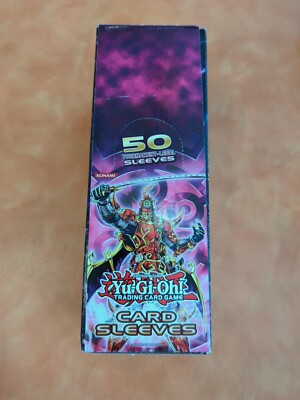 50
TOURNAMENT-LEGAL
SLEEVES
KONAMI
Yu-Gi-Oh!
TRADING CARD GAME
CARD
SLEEVES